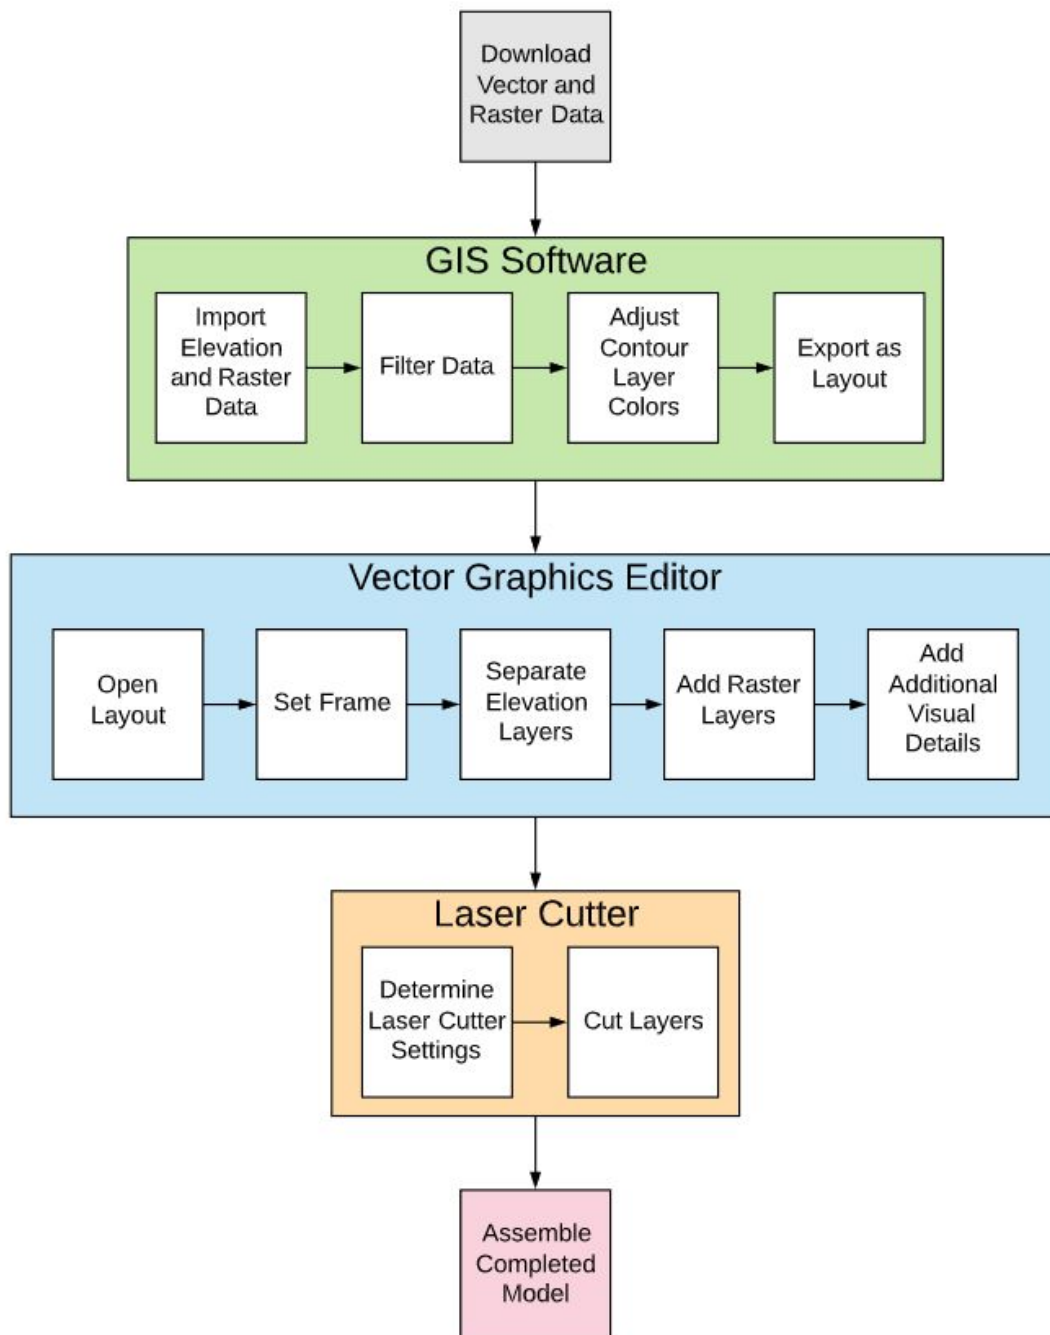 Download
Vector and
Raster Data
GIS Software
Import
Elevation
and Raster
Data
Filter Data
Adjust
Contour
Layer
Colors
Export as
Layout
Vector Graphics Editor
Open
Layout
Set Frame
Separate
Elevation
Layers
Add Raster
Layers
Add
Additional
Visual
Details
Laser Cutter
Determine
Laser Cutter
Settings
Cut Layers
Assemble
Completed
Model